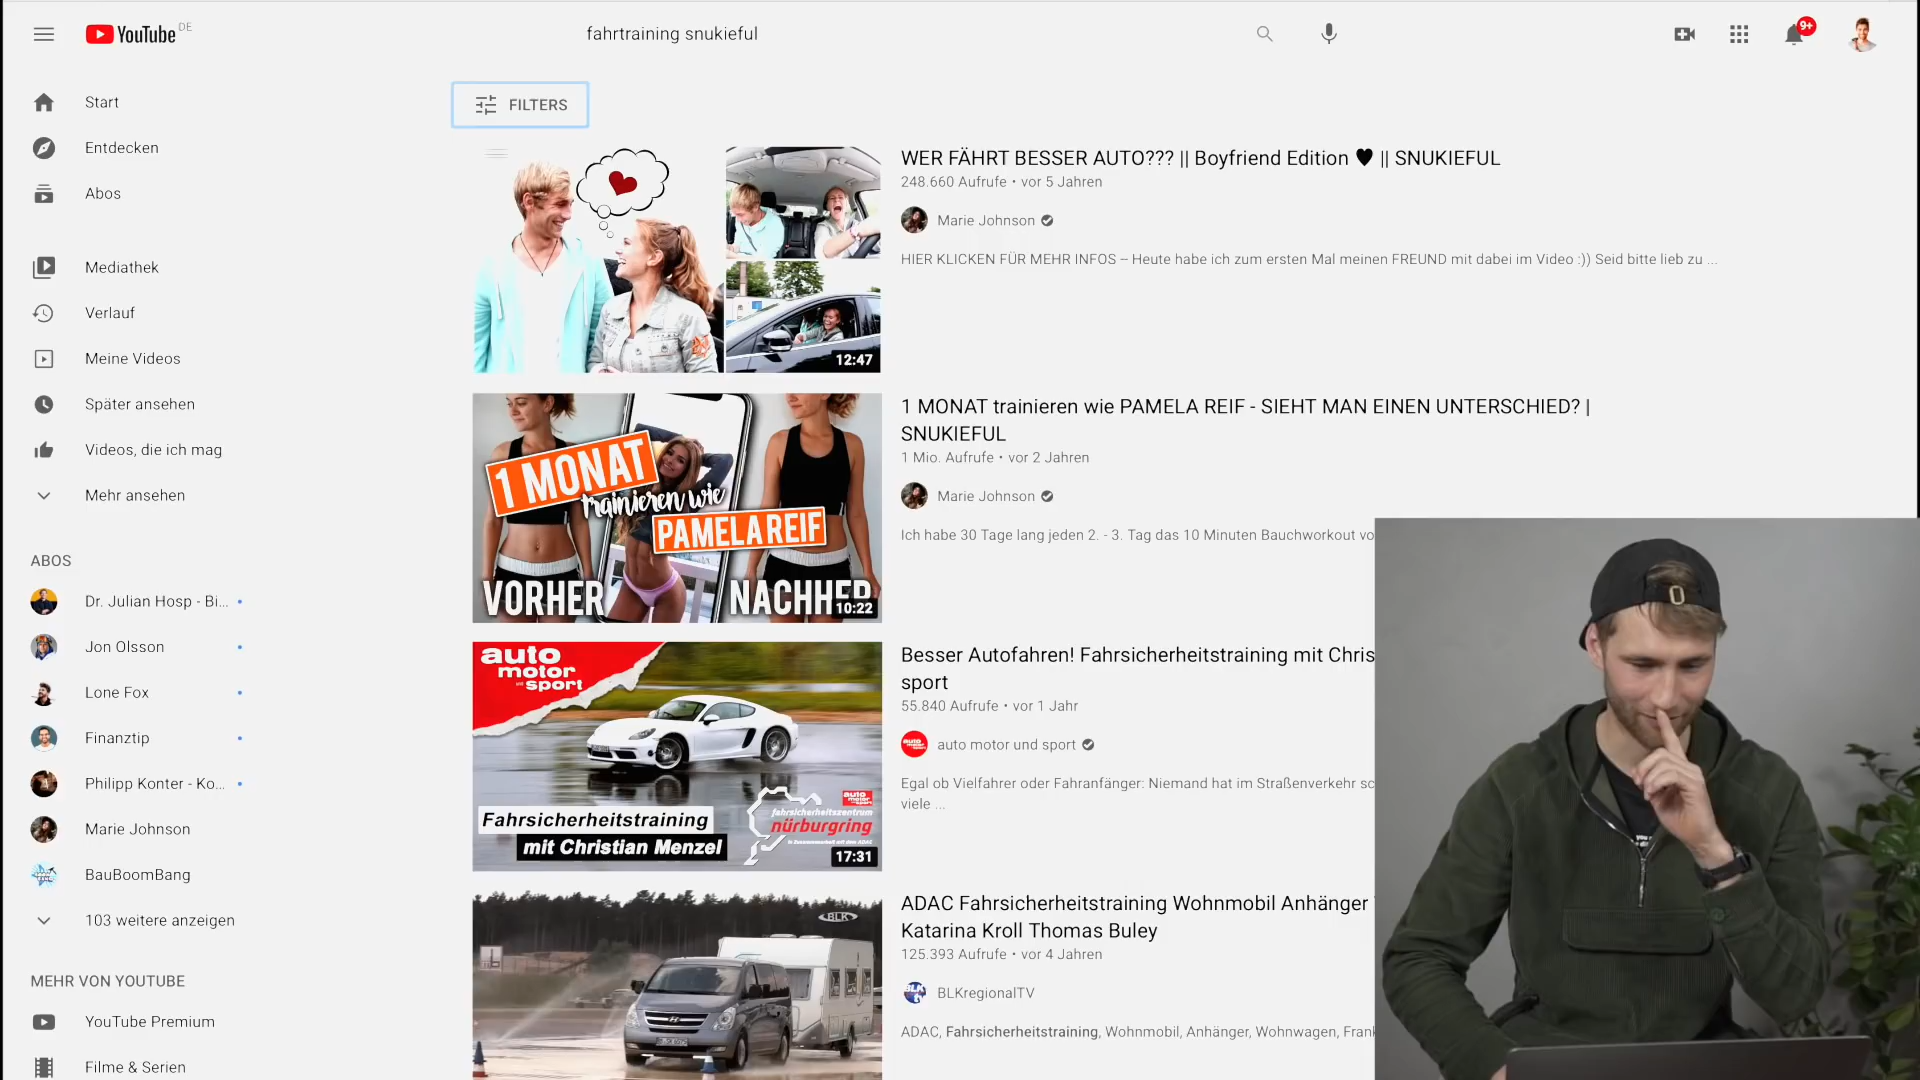 YouTube DE
fahrtraining snukieful
9+
Start
Entdecken
Abos
Mediathek
Verlauf
Meine Videos
Später ansehen
Videos, die ich mag
Mehr ansehen
ABOS
Dr. Julian Hosp - Bi...
Jon Olsson
Lone Fox
Finanztip
Philipp Konter - Ko...
Marie Johnson
BauBoomBang
103 weitere anzeigen
MEHR VON YOUTUBE
YouTube Premium
Filme & Serien
FILTERS
12:47
WER FÄHRT BESSER AUTO??? || Boyfriend Edition ♥ || SNUKIEFUL
248.660 Aufrufe • vor 5 Jahren
Marie Johnson
HIER KLICKEN FÜR MEHR INFOS – Heute habe ich zum ersten Mal meinen FREUND mit dabei im Video :)) Seid bitte lieb zu ...
1 MONAT
trainieren wie
PAMELA REIF
VORHER
NACHHER
10:22
1 MONAT trainieren wie PAMELA REIF - SIEHT MAN EINEN UNTERSCHIED? |
SNUKIEFUL
1 Mio. Aufrufe • vor 2 Jahren
Marie Johnson
Ich habe 30 Tage lang jeden 2. - 3. Tag das 10 Minuten Bauchworkout vo
auto
motor
und sport
Fahrsicherheitstraining
mit Christian Menzel
fahrsicherheitszentrum
nürburgring
17:31
Besser Autofahren! Fahrsicherheitstraining mit Chris
sport
55.840 Aufrufe • vor 1 Jahr
auto motor und sport
Egal ob Vielfahrer oder Fahranfänger: Niemand hat im Straßenverkehr sc
viele ...
BLK
ADAC Fahrsicherheitstraining Wohnmobil Anhänger
Katarina Kroll Thomas Buley
125.393 Aufrufe • vor 4 Jahren
BLKregionalTV
ADAC, Fahrsicherheitstraining, Wohnmobil, Anhänger, Wohnwagen, Frank